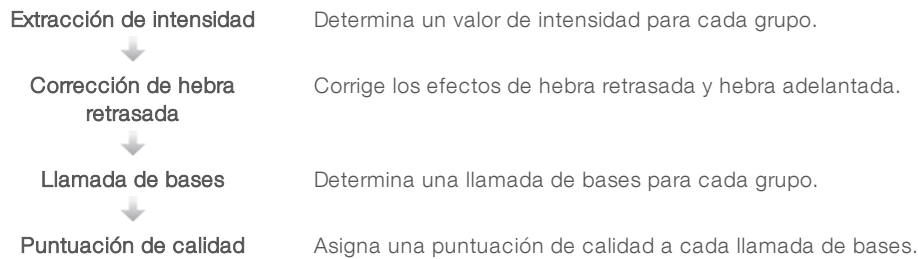 Extracción de intensidad Determina un valor de intensidad para cada grupo.
Corrección de hebra Corrige los efectos de hebra retrasada y hebra adelantada.
retrasada
Llamada de bases Determina una llamada de bases para cada grupo.
Puntuación de calidad Asigna una puntuación de calidad a cada llamada de bases.